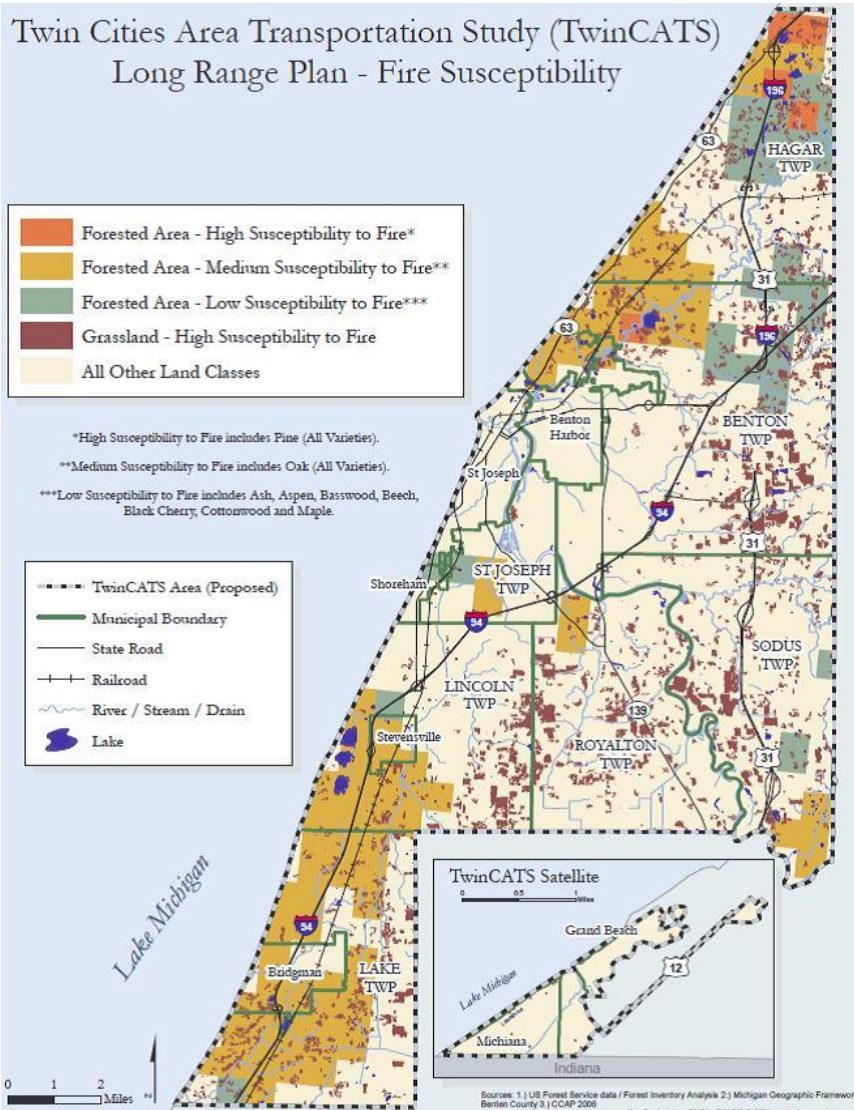 Twin Cities Area Transportation Study (TwinCATS)
Long Range Plan - Fire Susceptibility
Forested Area - High Susceptibility to Fire*
Forested Area - Medium Susceptibility to Fire**
Forested Area - Low Susceptibility to Fire***
Grassland - High Susceptibility to Fire
All Other Land Classes
*High Susceptibility to Fire includes Pine (All Varieties).
**Medium Susceptibility to Fire includes Oak (All Varieties).
***Low Susceptibility to Fire includes Ash, Aspen, Basswood, Beech,
Black Cherry, Cottonwood and Maple.
TwinCATS Area (Proposed)
Municipal Boundary
State Road
Railroad
River / Stream / Drain
Lake
196
63
HAGAR
TWP
31
63
196
Benton
Harbor
BENTON
TWP
St Joseph
94
31
ST JOSEPH
TWP
Shoreham
94
SODUS
TWP
LINCOLN
TWP
139
Stevensville
ROYALTON
TWP
31
Lake Michigan
94
Bridgman
LAKE
TWP
TwinCATS Satellite
0 0.5 1
Miles
Grand Beach
12
Lake Michigan
Michiana
Indiana
0 1 2
Miles
N
Sources: 1.) US Forest Service data / Forest Inventory Analysis 2.) Michigan Geographic Framewor
Berrien County 3.) CCAP 2006